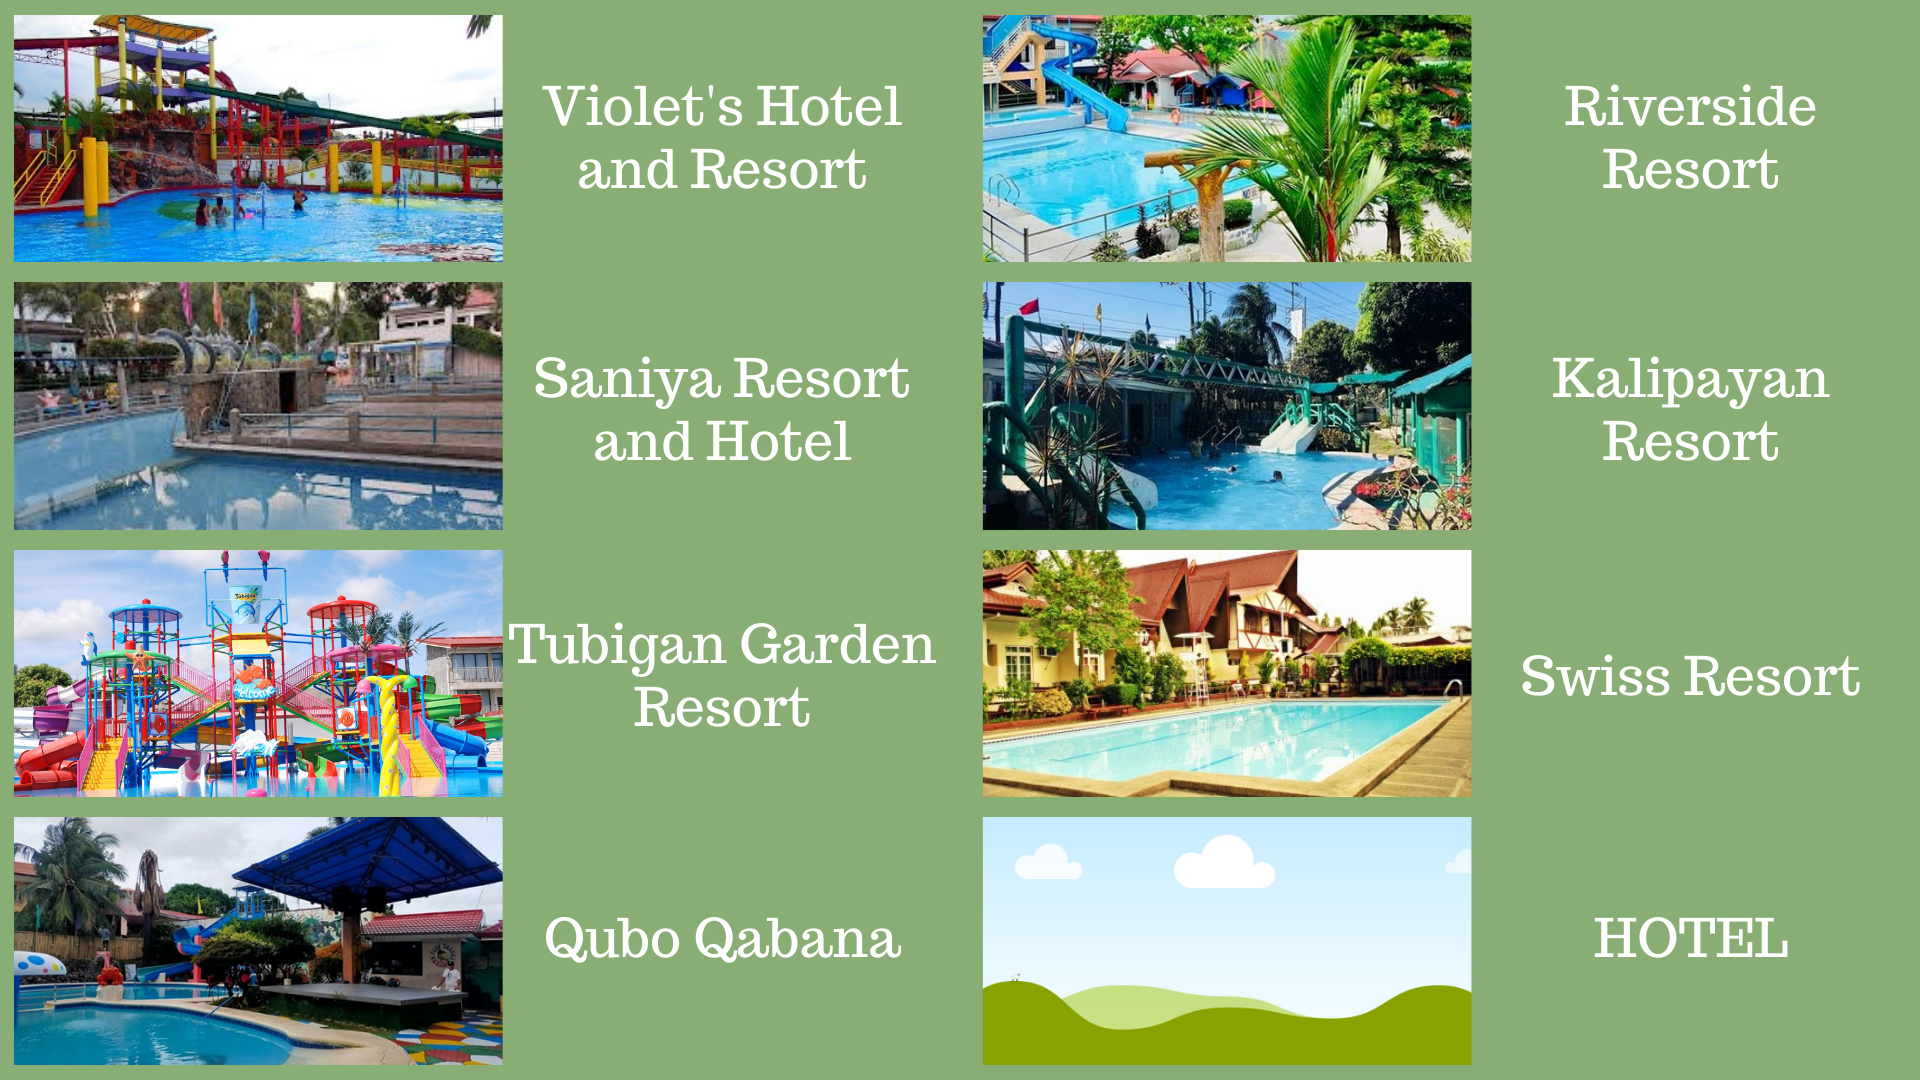 Violet's Hotel
and Resort
Riverside
Resort
Saniya Resort
and Hotel
Kalipayan
Resort
Tubigan Garden
Resort
Welcome
Swiss Resort
Qubo Qabana
HOTEL